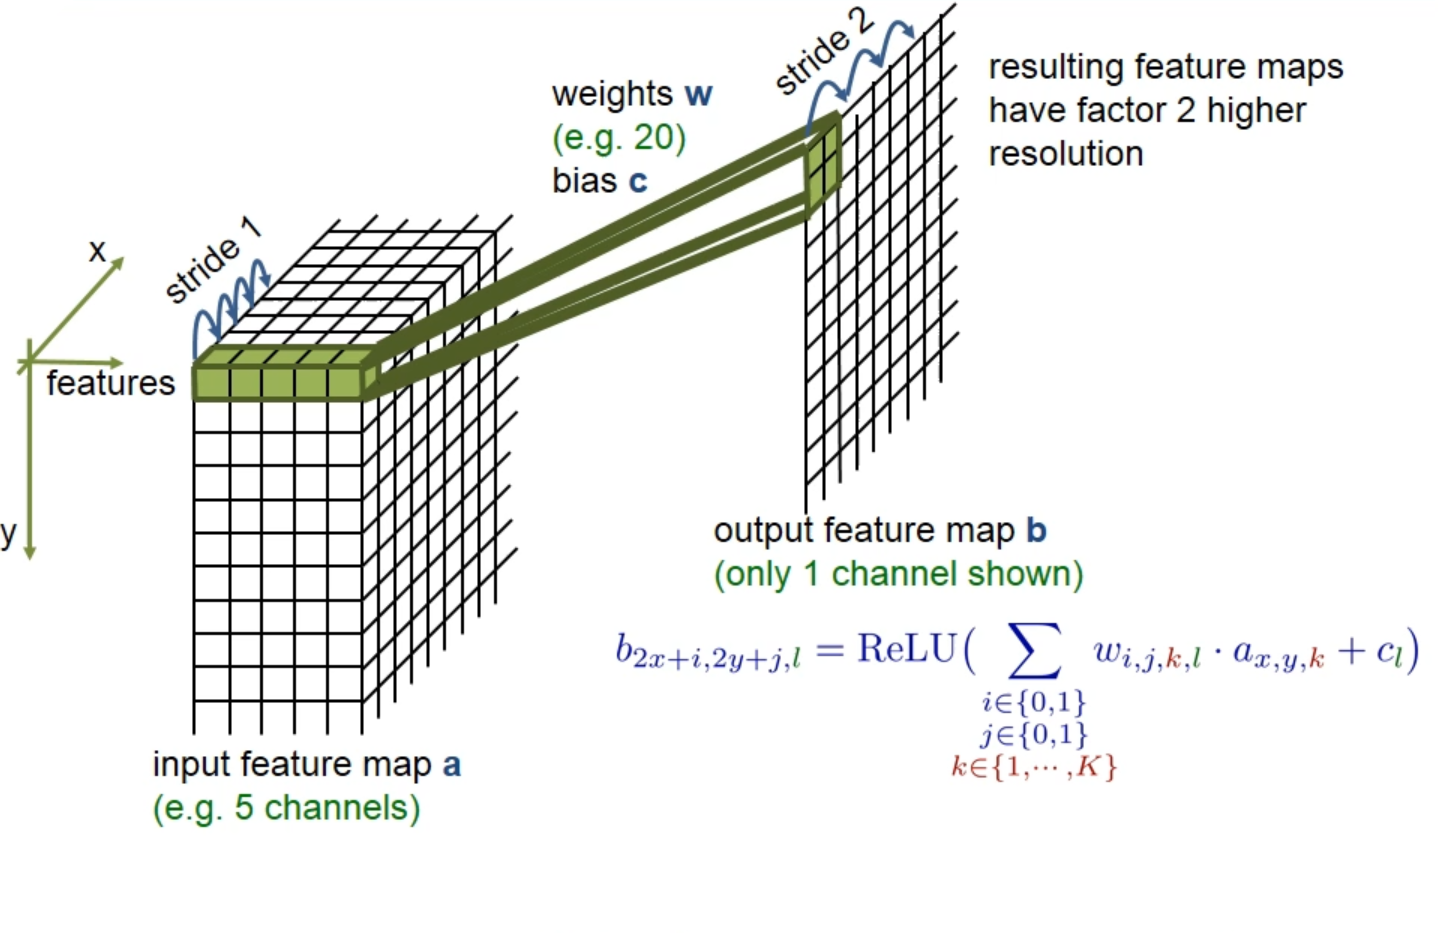 stride 2
weights w
(e.g. 20)
bias c
resulting feature maps
have factor 2 higher
resolution
stride 1
x
features
y
output feature map b
(only 1 channel shown)
b_{2x+i,2y+j,l} = ReLU( ∑ w_{i,j,k,l} · a_{x,y,k} + c_l )
i∈{0,1}
j∈{0,1}
k∈{1,⋯,K}
input feature map a
(e.g. 5 channels)